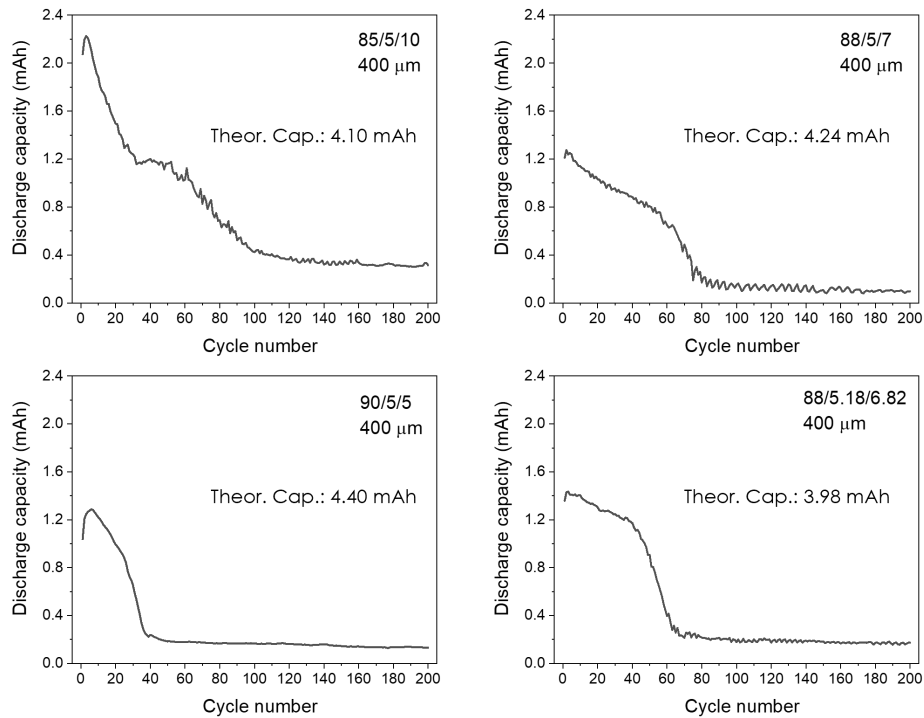 85/5/10
400 μm
Theor. Cap.: 4.10 mAh
Discharge capacity (mAh)
2.4
2.0
1.6
1.2
0.8
0.4
0.0
0 20 40 60 80 100 120 140 160 180 200
Cycle number
88/5/7
400 μm
Theor. Cap.: 4.24 mAh
Discharge capacity (mAh)
2.4
2.0
1.6
1.2
0.8
0.4
0.0
0 20 40 60 80 100 120 140 160 180 200
Cycle number
90/5/5
400 μm
Theor. Cap.: 4.40 mAh
Discharge capacity (mAh)
2.4
2.0
1.6
1.2
0.8
0.4
0.0
0 20 40 60 80 100 120 140 160 180 200
Cycle number
88/5.18/6.82
400 μm
Theor. Cap.: 3.98 mAh
Discharge capacity (mAh)
2.4
2.0
1.6
1.2
0.8
0.4
0.0
0 20 40 60 80 100 120 140 160 180 200
Cycle number